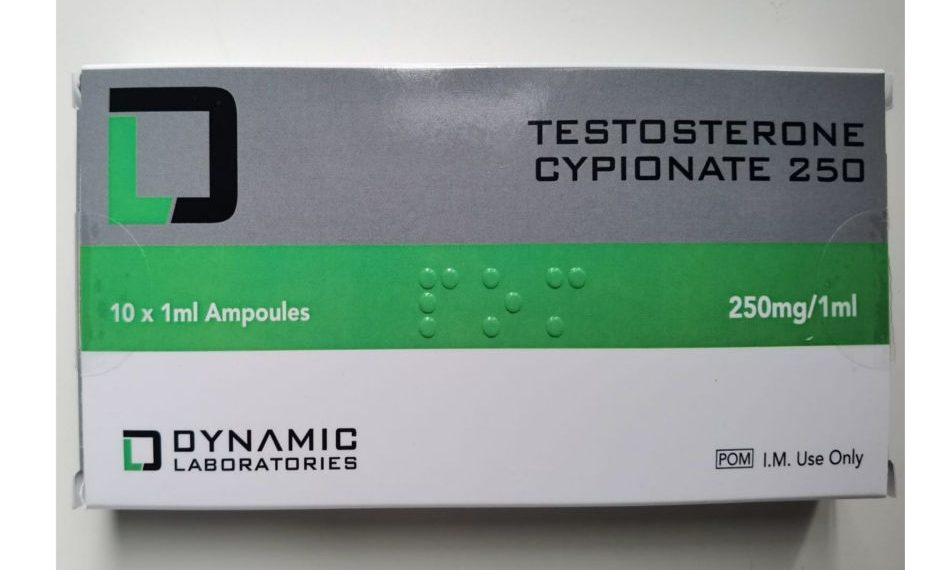 TESTOSTERONE
CYPIONATE 250
10 x 1ml Ampoules
⠏⠕⠍
250mg/1ml
DYNAMIC
LABORATORIES
POM I.M. Use Only